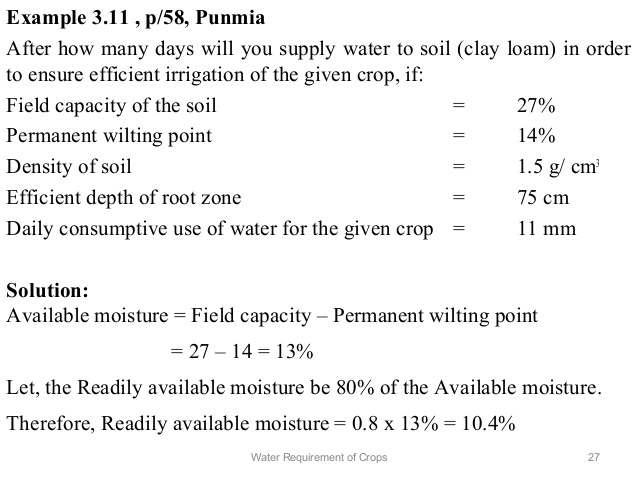 Example 3.11 , p/58, Punmia
After how many days will you supply water to soil (clay loam) in order
to ensure efficient irrigation of the given crop, if:
Field capacity of the soil = 27%
Permanent wilting point = 14%
Density of soil = 1.5 g/ cm³
Efficient depth of root zone = 75 cm
Daily consumptive use of water for the given crop = 11 mm
Solution:
Available moisture = Field capacity – Permanent wilting point
= 27 – 14 = 13%
Let, the Readily available moisture be 80% of the Available moisture.
Therefore, Readily available moisture = 0.8 x 13% = 10.4%
Water Requirement of Crops 27